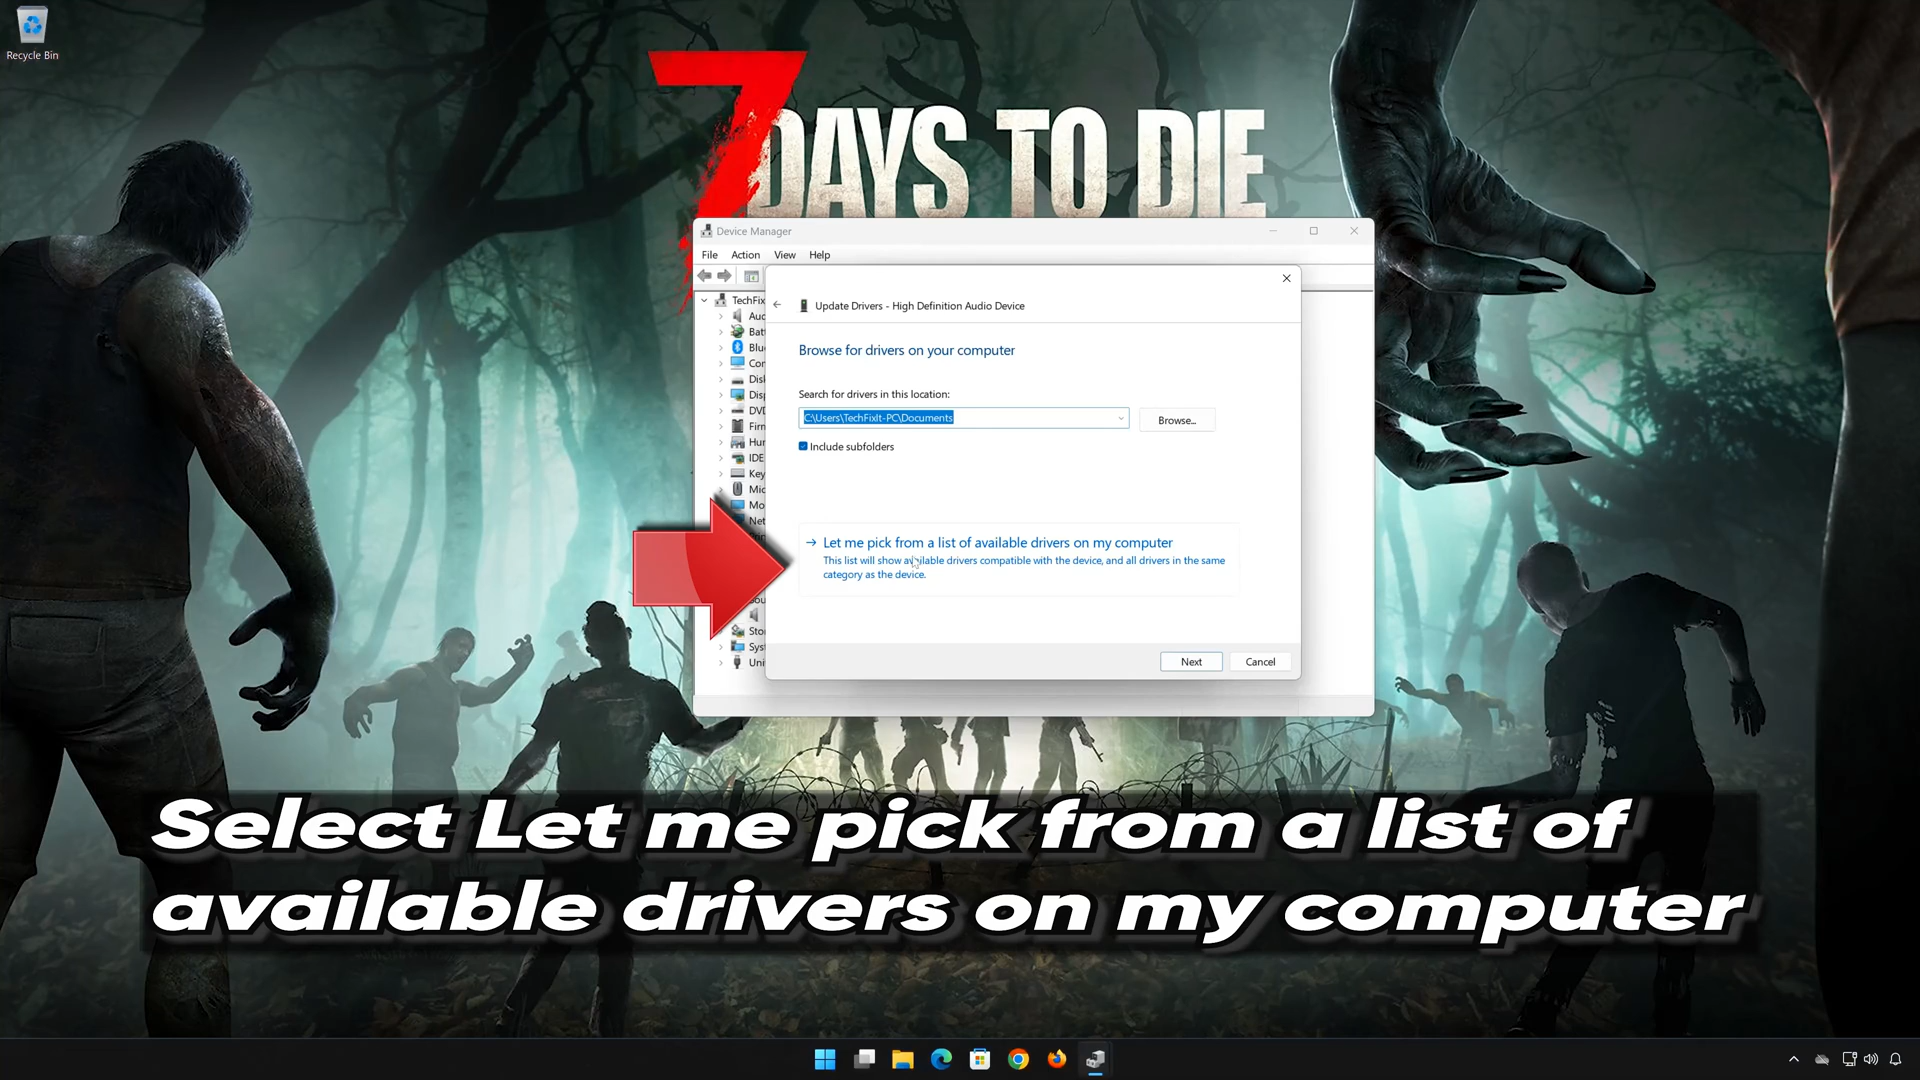 Recycle Bin
7 DAYS TO DIE
Device Manager
File Action View Help
Update Drivers - High Definition Audio Device
TechFix
Browse for drivers on your computer
Search for drivers in this location:
C:\Users\TechFixIt-PC\Documents
Browse...
Include subfolders
Let me pick from a list of available drivers on my computer
This list will show available drivers compatible with the device, and all drivers in the same
category as the device.
Next Cancel
Select Let me pick from a list of
available drivers on my computer